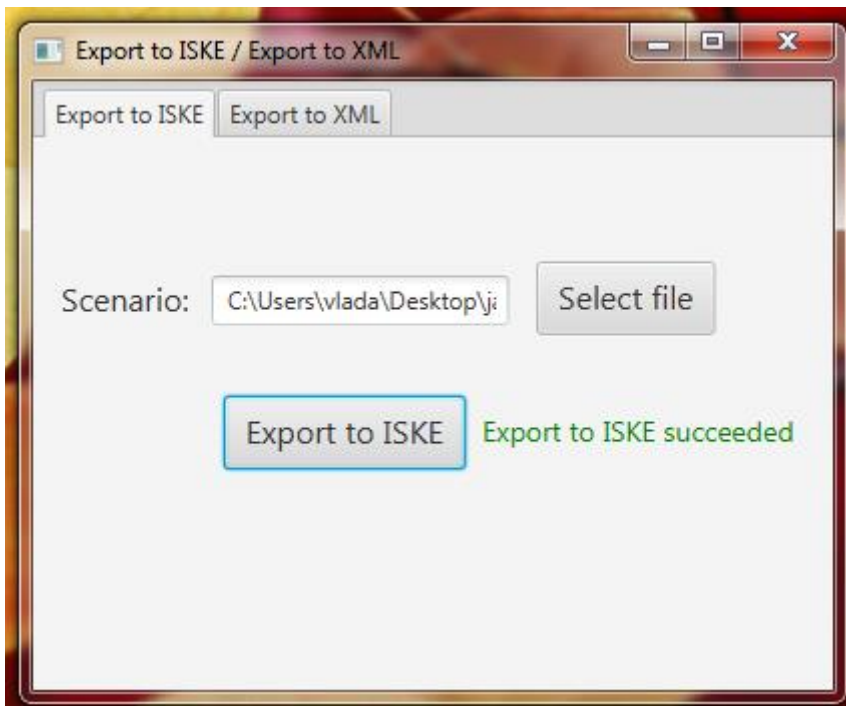 Export to ISKE / Export to XML
Export to ISKE Export to XML
Scenario: C:\Users\vlada\Desktop\ja Select file
Export to ISKE Export to ISKE succeeded